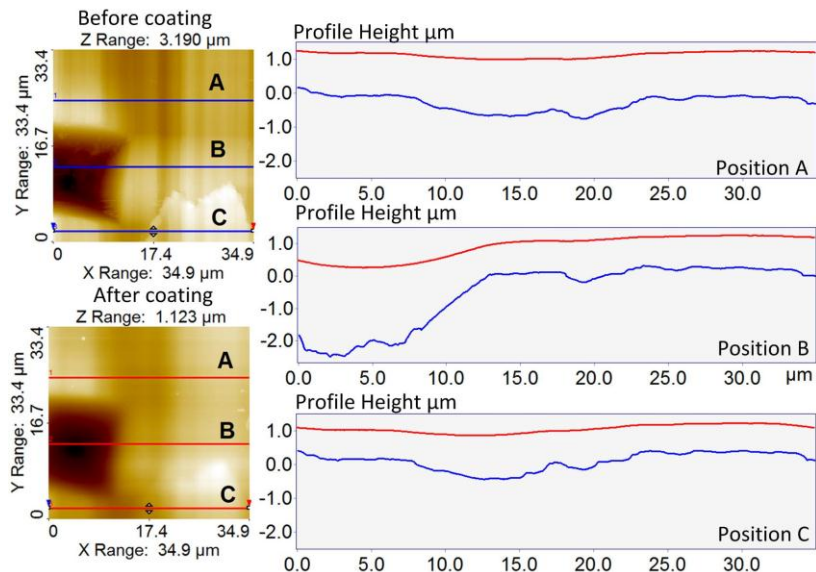 Before coating
Z Range: 3.190 µm
Y Range: 33.4 µm
33.4
16.7
0
A
B
C
0
17.4
34.9
X Range: 34.9 µm
After coating
Z Range: 1.123 µm
Y Range: 33.4 µm
33.4
16.7
0
A
B
C
0
17.4
34.9
X Range: 34.9 µm
Profile Height µm
1.0
0.0
-1.0
-2.0
Position A
0.0 5.0 10.0 15.0 20.0 25.0 30.0
Profile Height µm
1.0
0.0
-1.0
-2.0
Position B
0.0 5.0 10.0 15.0 20.0 25.0 30.0 µm
Profile Height µm
1.0
0.0
-1.0
-2.0
Position C
0.0 5.0 10.0 15.0 20.0 25.0 30.0